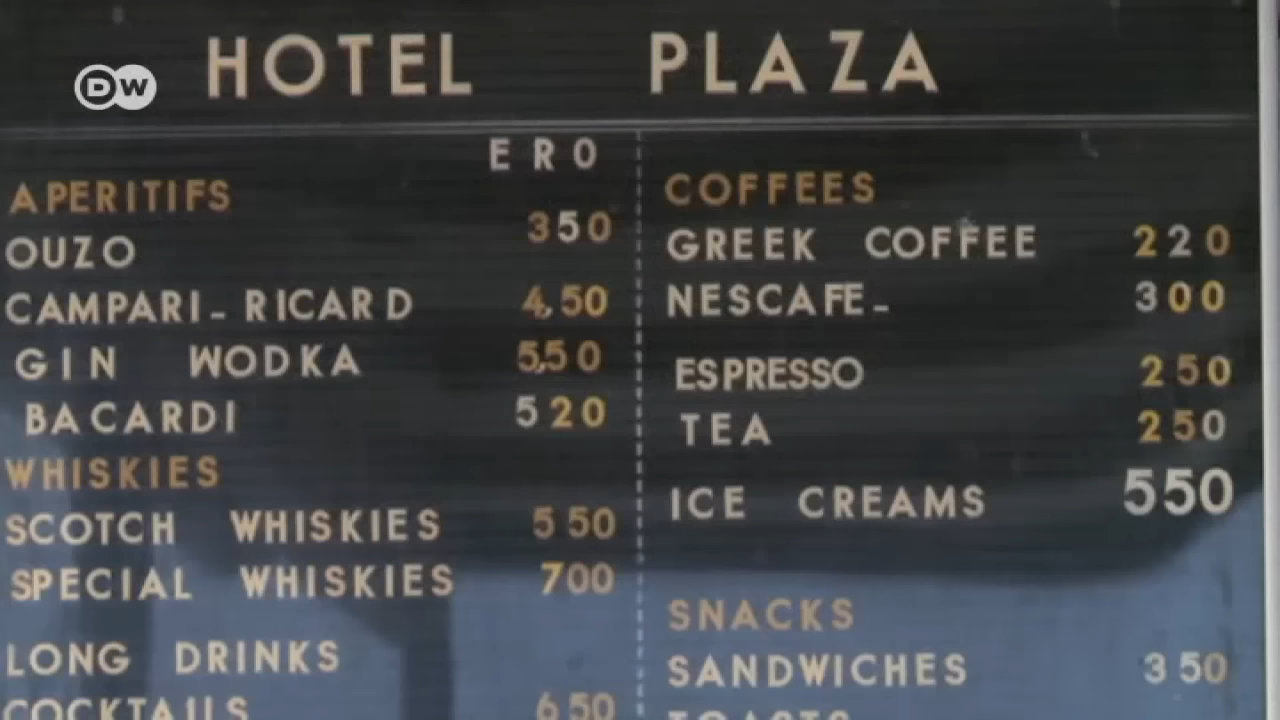 HOTEL PLAZA
DW
ERO
APERITIFS
OUZO 350
CAMPARI-RICARD 4,50
GIN WODKA 5,50
BACARDI 520
WHISKIES
SCOTCH WHISKIES 550
SPECIAL WHISKIES 700
LONG DRINKS
COCKTAILS 650
COFFEES
GREEK COFFEE 220
NESCAFE- 300
ESPRESSO 250
TEA 250
ICE CREAMS 550
SNACKS
SANDWICHES 350
TOASTS